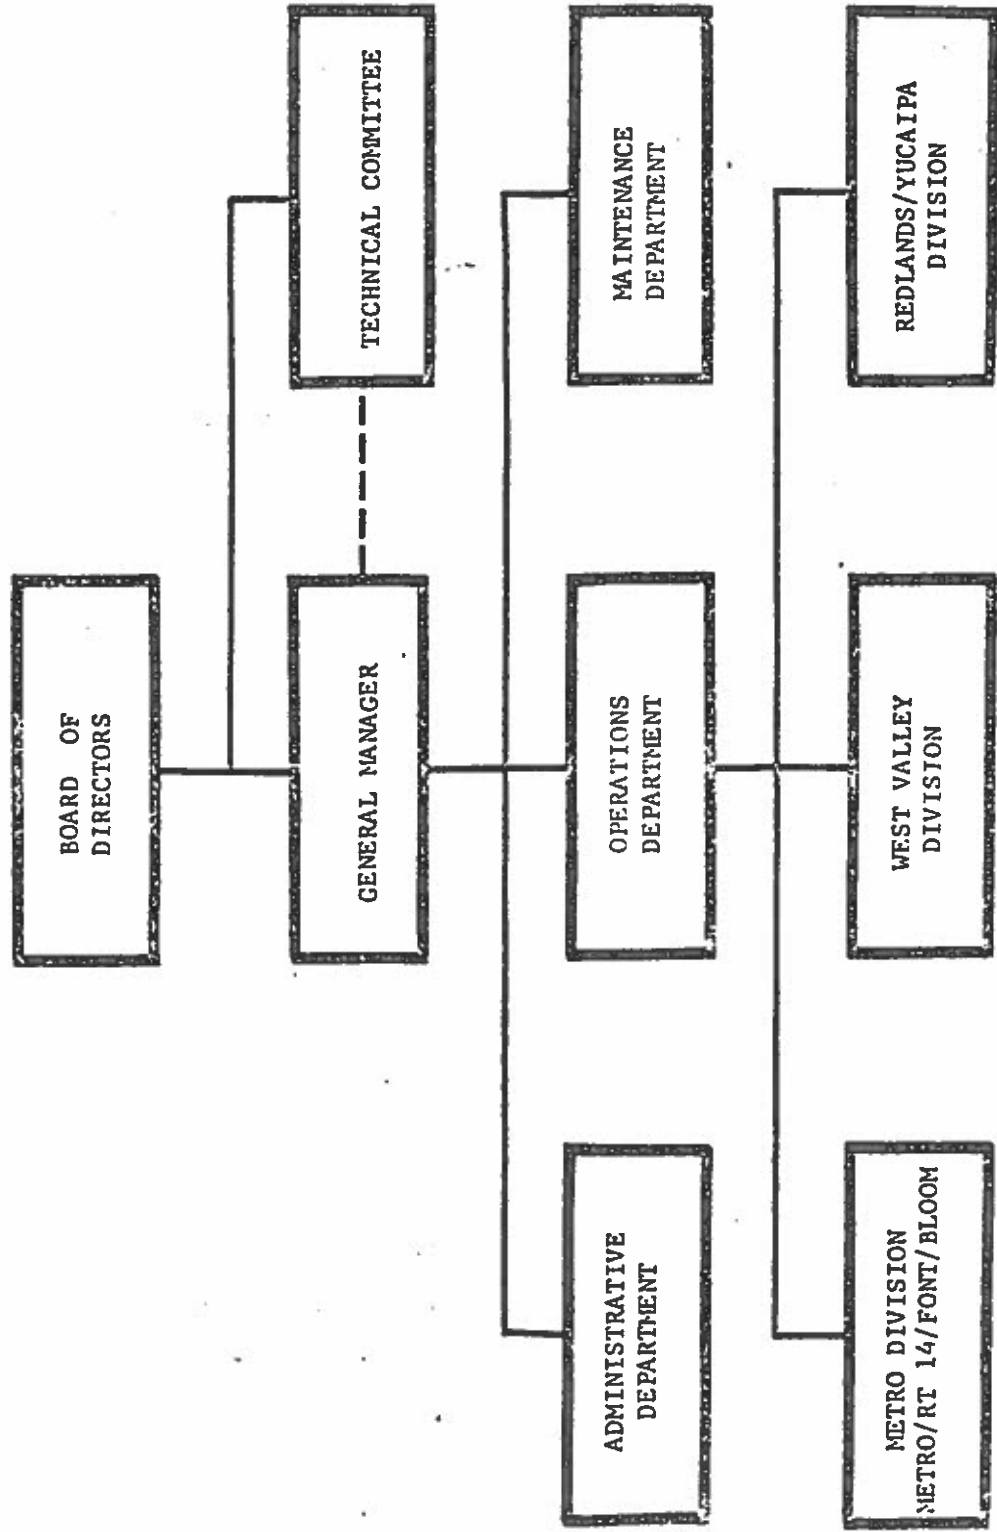 BOARD OF
DIRECTORS
GENERAL MANAGER
TECHNICAL COMMITTEE
ADMINISTRATIVE
DEPARTMENT
OPERATIONS
DEPARTMENT
MAINTENANCE
DEPARTMENT
METRO DIVISION
METRO/RT 14/FONT/BLOOM
WEST VALLEY
DIVISION
REDLANDS/YUCAIPA
DIVISION